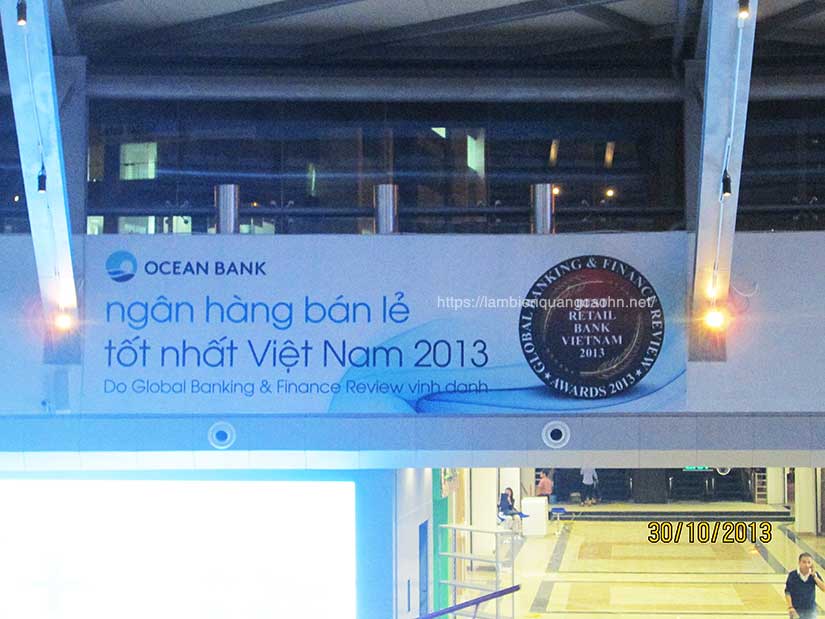 OCEAN BANK
ngân hàng bán lẻ
tốt nhất Việt Nam 2013
Do Global Banking & Finance Review vinh danh
GLOBAL BANKING & FINANCE REVIEW
RETAIL
BANK
VIETNAM
2013
★ AWARDS 2013 ★
https://lambienquangcaohn.net/
30/10/2013